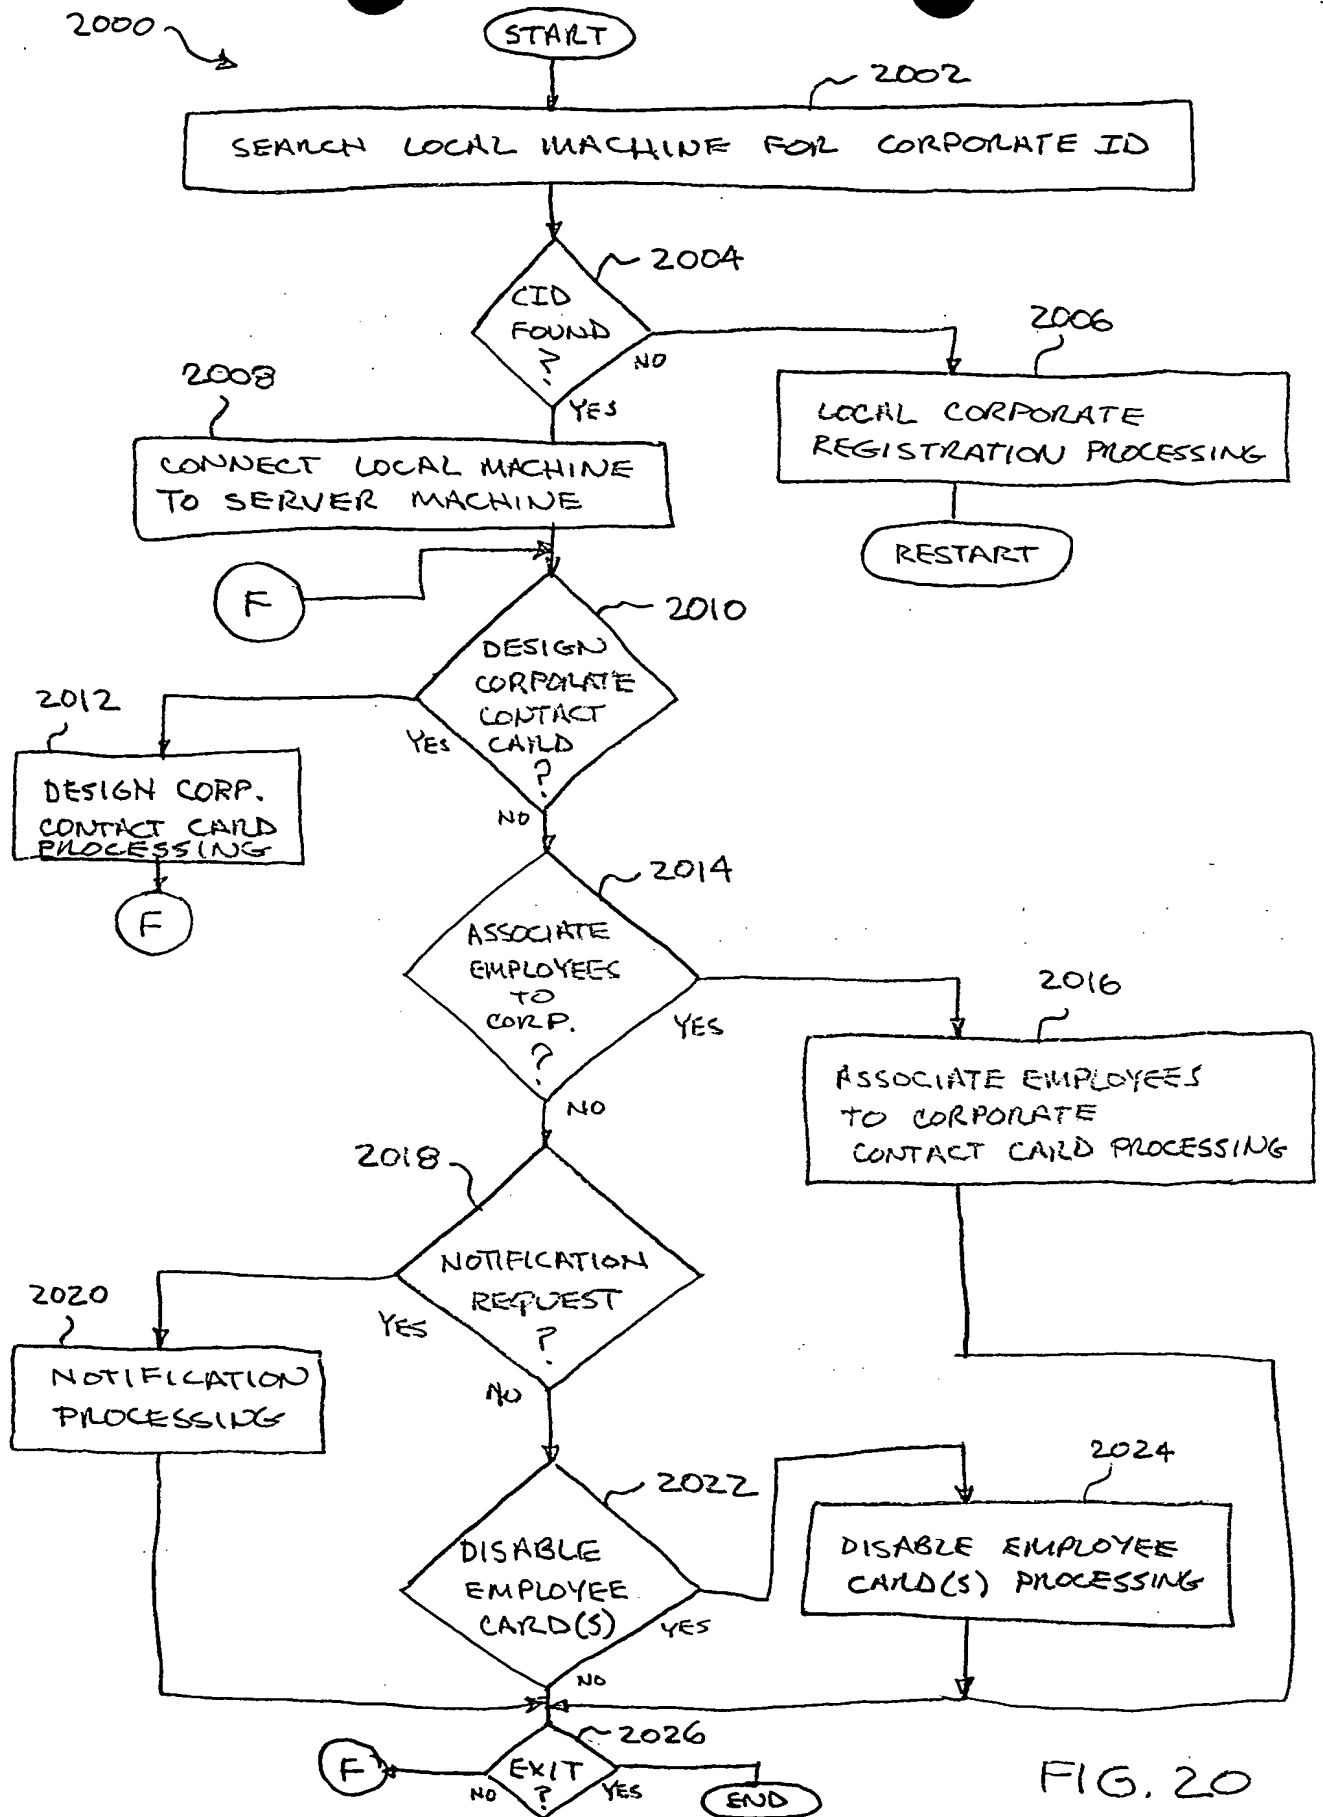 2000
START
2002
SEARCH LOCAL MACHINE FOR CORPORATE ID
2004
CID
FOUND
?
NO
YES
2006
LOCAL CORPORATE
REGISTRATION PROCESSING
RESTART
2008
CONNECT LOCAL MACHINE
TO SERVER MACHINE
F
2010
DESIGN
CORPORATE
CONTACT
CARD
?
YES
NO
2012
DESIGN CORP.
CONTACT CARD
PROCESSING
F
2014
ASSOCIATE
EMPLOYEES
TO
CORP.
?
YES
NO
2016
ASSOCIATE EMPLOYEES
TO CORPORATE
CONTACT CARD PROCESSING
2018
NOTIFICATION
REQUEST
?
YES
NO
2020
NOTIFICATION
PROCESSING
2022
DISABLE
EMPLOYEE
CARD(S)
YES
NO
2024
DISABLE EMPLOYEE
CARD(S) PROCESSING
2026
EXIT
?
NO
YES
F
END
FIG. 20